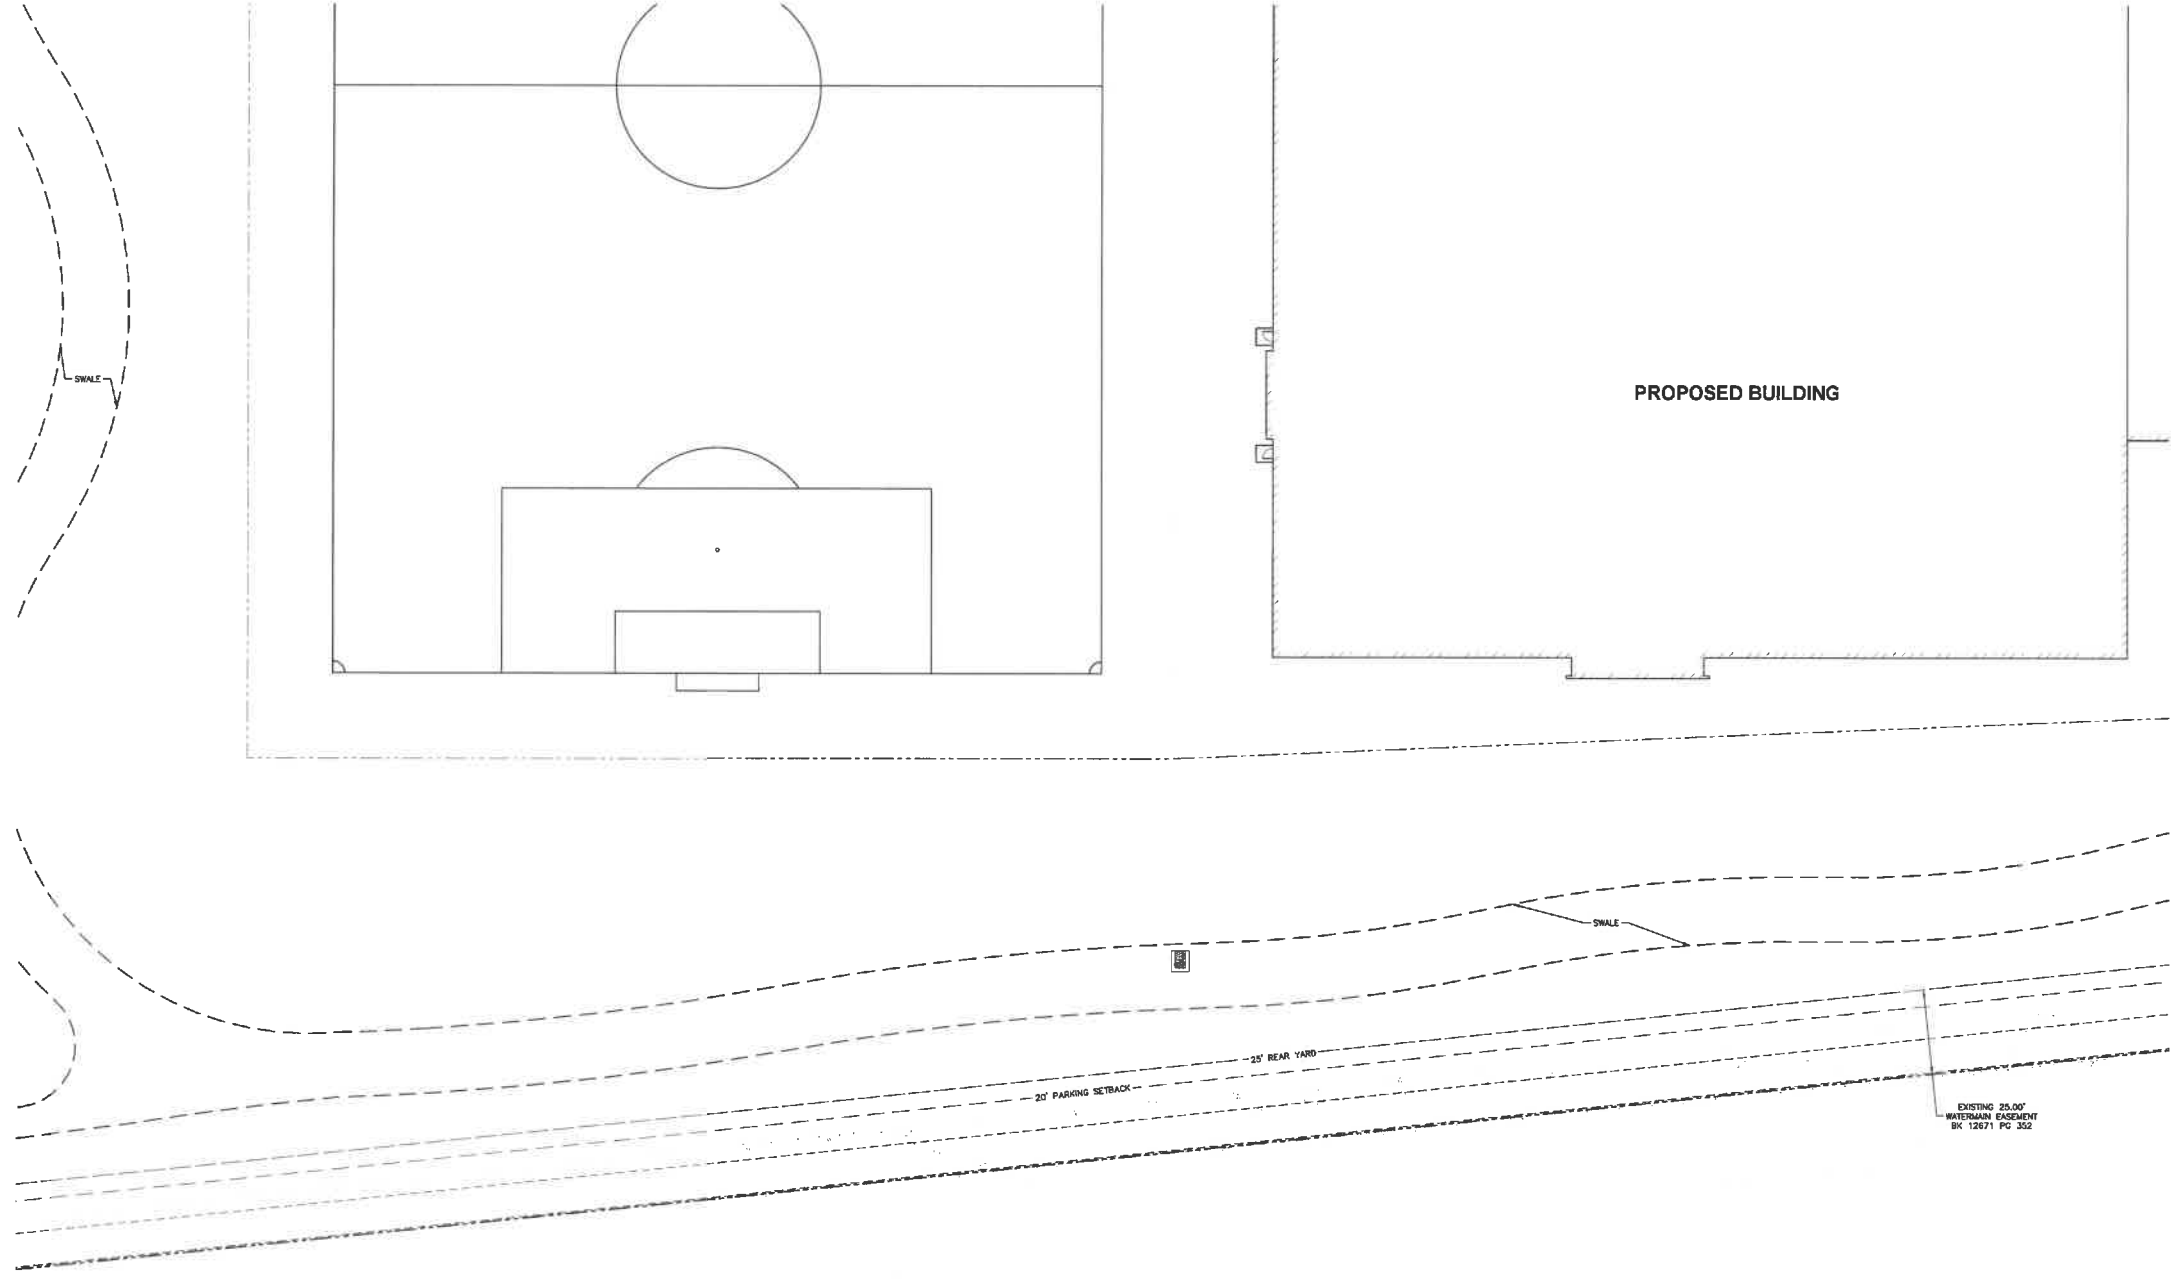 SWALE
PROPOSED BUILDING
SWALE
25' REAR YARD
20' PARKING SETBACK
EXISTING 25.00'
WATERMAIN EASEMENT
BK 12671 PG 352